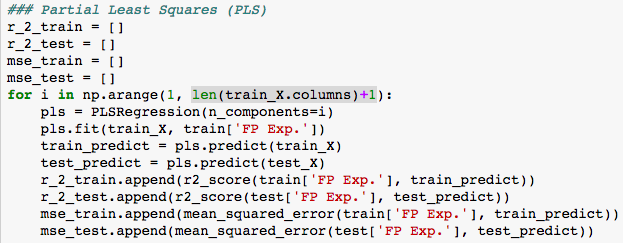 ### Partial Least Squares (PLS)
r_2_train = []
r_2_test = []
mse_train = []
mse_test = []
for i in np.arange(1, len(train_X.columns)+1):
    pls = PLSRegression(n_components=i)
    pls.fit(train_X, train['FP Exp.'])
    train_predict = pls.predict(train_X)
    test_predict = pls.predict(test_X)
    r_2_train.append(r2_score(train['FP Exp.'], train_predict))
    r_2_test.append(r2_score(test['FP Exp.'], test_predict))
    mse_train.append(mean_squared_error(train['FP Exp.'], train_predict))
    mse_test.append(mean_squared_error(test['FP Exp.'], test_predict))